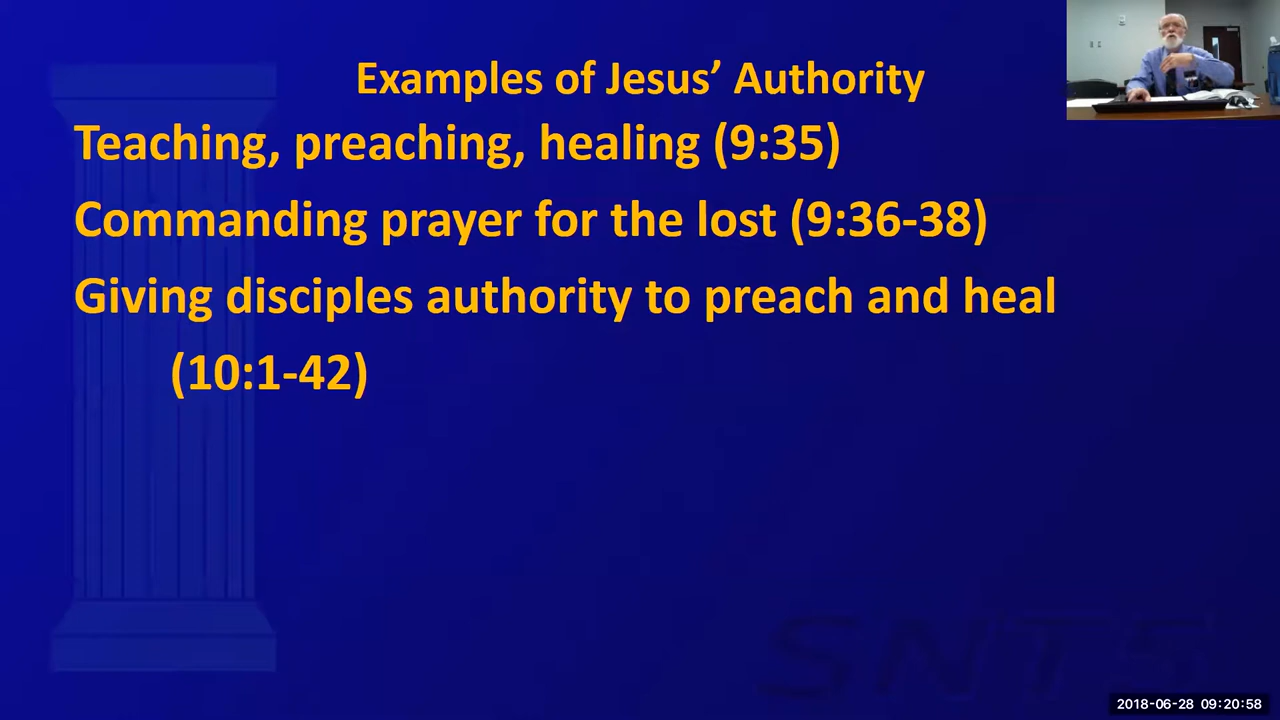 Examples of Jesus’ Authority
Teaching, preaching, healing (9:35)
Commanding prayer for the lost (9:36-38)
Giving disciples authority to preach and heal
(10:1-42)
SNTS
2018-06-28 09:20:58